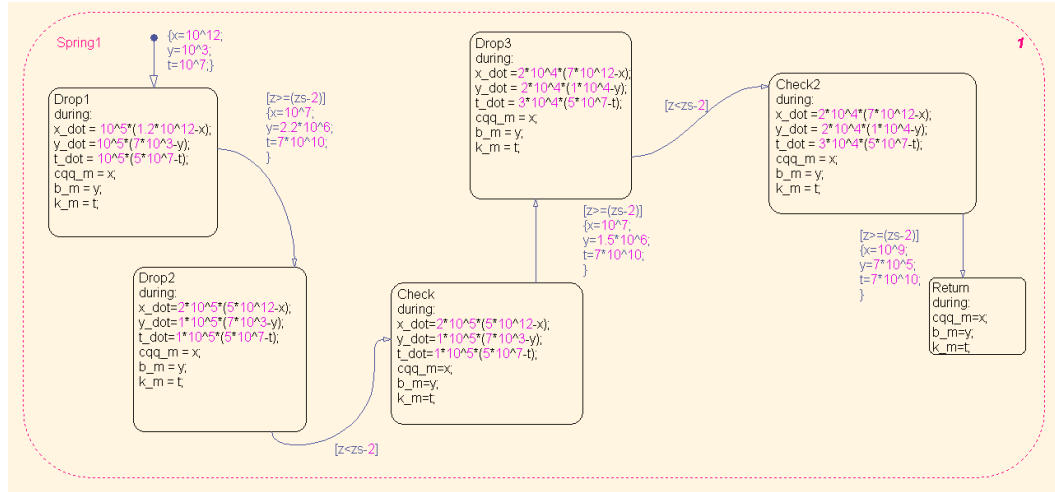 Spring1
1
{x=10^12;
y=10^3;
t=10^7;}
Drop1
during:
x_dot = 10^5*(1.2*10^12-x);
y_dot =10^5*(7*10^3-y);
t_dot = 10^5*(5*10^7-t);
cqq_m = x;
b_m = y;
k_m = t;
[z>=(zs-2)]
{x=10^7;
y=2.2*10^6;
t=7*10^10;
}
Drop2
during:
x_dot=2*10^5*(5*10^12-x);
y_dot=1*10^5*(7*10^3-y);
t_dot=1*10^5*(5*10^7-t);
cqq_m = x;
b_m = y;
k_m = t;
[z<zs-2]
Check
during:
x_dot=2*10^5*(5*10^12-x);
y_dot=1*10^5*(7*10^3-y);
t_dot=1*10^5*(5*10^7-t);
cqq_m=x;
b_m=y;
k_m=t;
[z>=(zs-2)]
{x=10^7;
y=1.5*10^6;
t=7*10^10;
}
Drop3
during:
x_dot =2*10^4*(7*10^12-x);
y_dot = 2*10^4*(1*10^4-y);
t_dot = 3*10^4*(5*10^7-t);
cqq_m = x;
b_m = y;
k_m = t;
[z<zs-2]
Check2
during:
x_dot =2*10^4*(7*10^12-x);
y_dot = 2*10^4*(1*10^4-y);
t_dot = 3*10^4*(5*10^7-t);
cqq_m = x;
b_m = y;
k_m = t;
[z>=(zs-2)]
{x=10^9;
y=7*10^5;
t=7*10^10;
}
Return
during:
cqq_m=x;
b_m=y;
k_m=t;